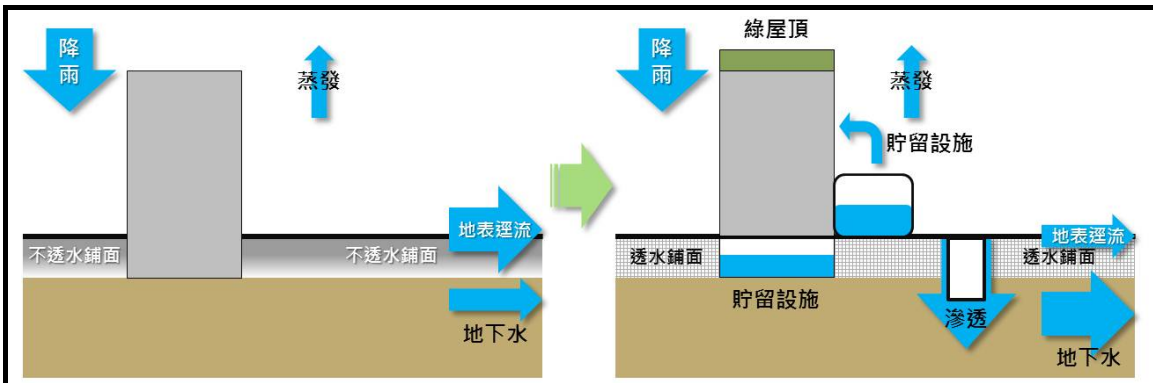 降
雨
蒸發
地表逕流
不透水鋪面
不透水鋪面
地下水
降
雨
綠屋頂
蒸發
貯留設施
地表逕流
透水鋪面
透水鋪面
貯留設施
滲透
地下水